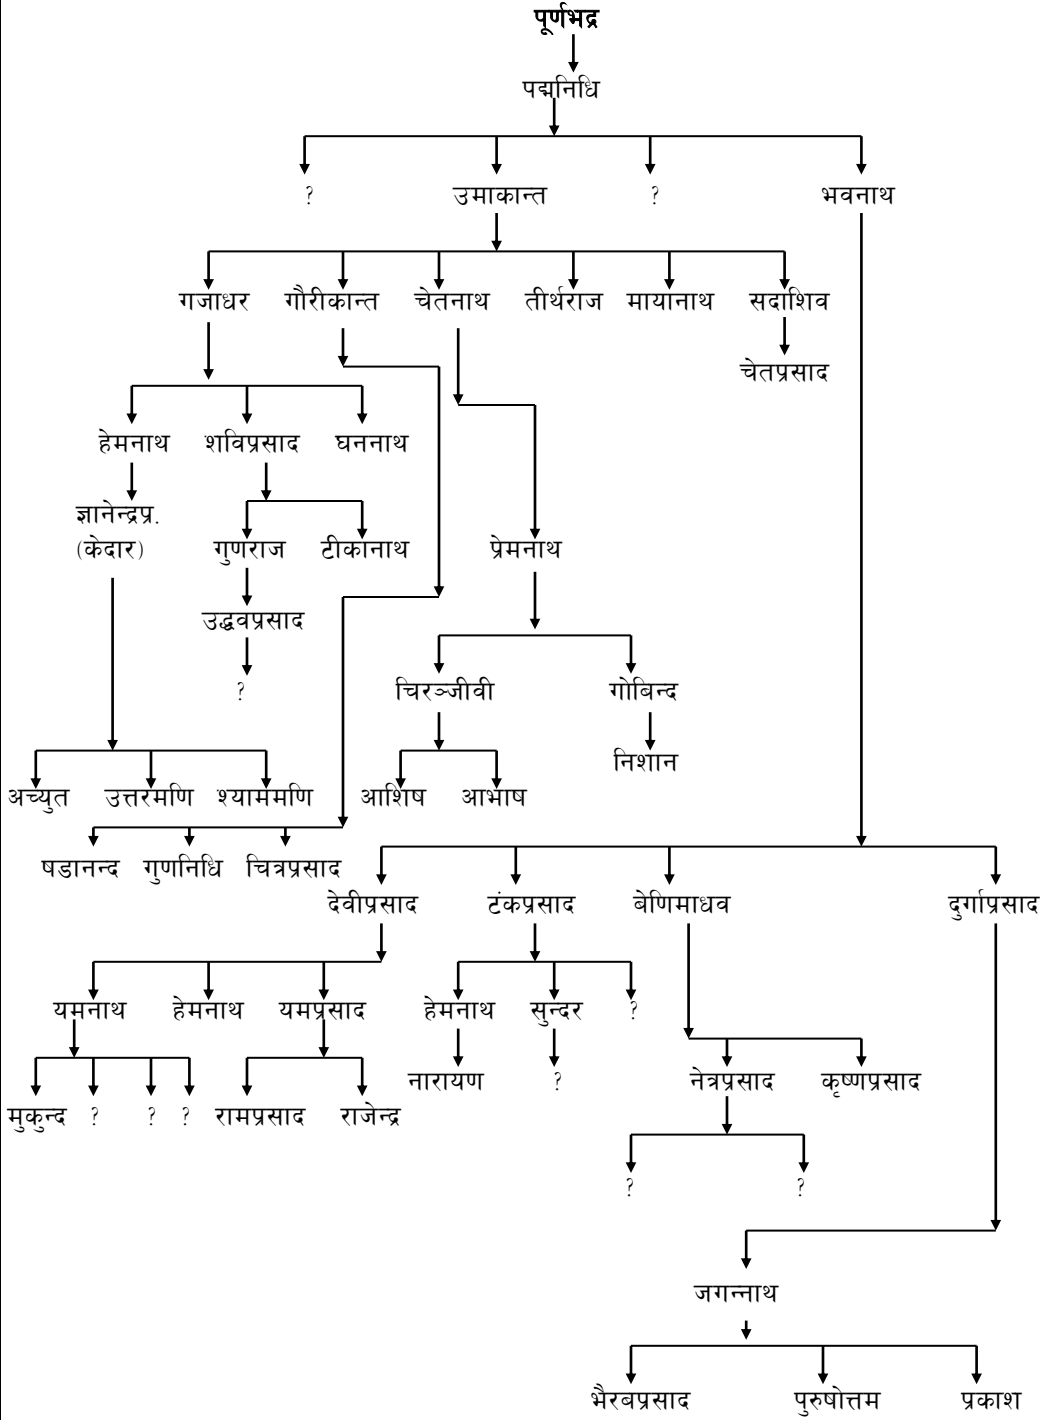 पूर्णभद्र
पद्मनिधि
? उमाकान्त ? भवनाथ
गजाधर गौरीकान्त चेतनाथ तीर्थराज मायानाथ सदाशिव
चेतप्रसाद
हेमनाथ शविप्रसाद घननाथ
ज्ञानेन्द्रप्र.
(केदार) गुणराज टीकानाथ प्रेमनाथ
उद्धवप्रसाद
? चिरञ्जीवी गोबिन्द
निशान
अच्युत उत्तरमणि श्याममणि आशिष आभाष
षडानन्द गुणनिधि चित्रप्रसाद
देवीप्रसाद टंकप्रसाद बेणिमाधव दुर्गाप्रसाद
यमनाथ हेमनाथ यमप्रसाद हेमनाथ सुन्दर ?
नारायण ? नेत्रप्रसाद कृष्णप्रसाद
मुकुन्द ? ? ? रामप्रसाद राजेन्द्र
? ?
जगन्नाथ
भैरबप्रसाद पुरुषोत्तम प्रकाश